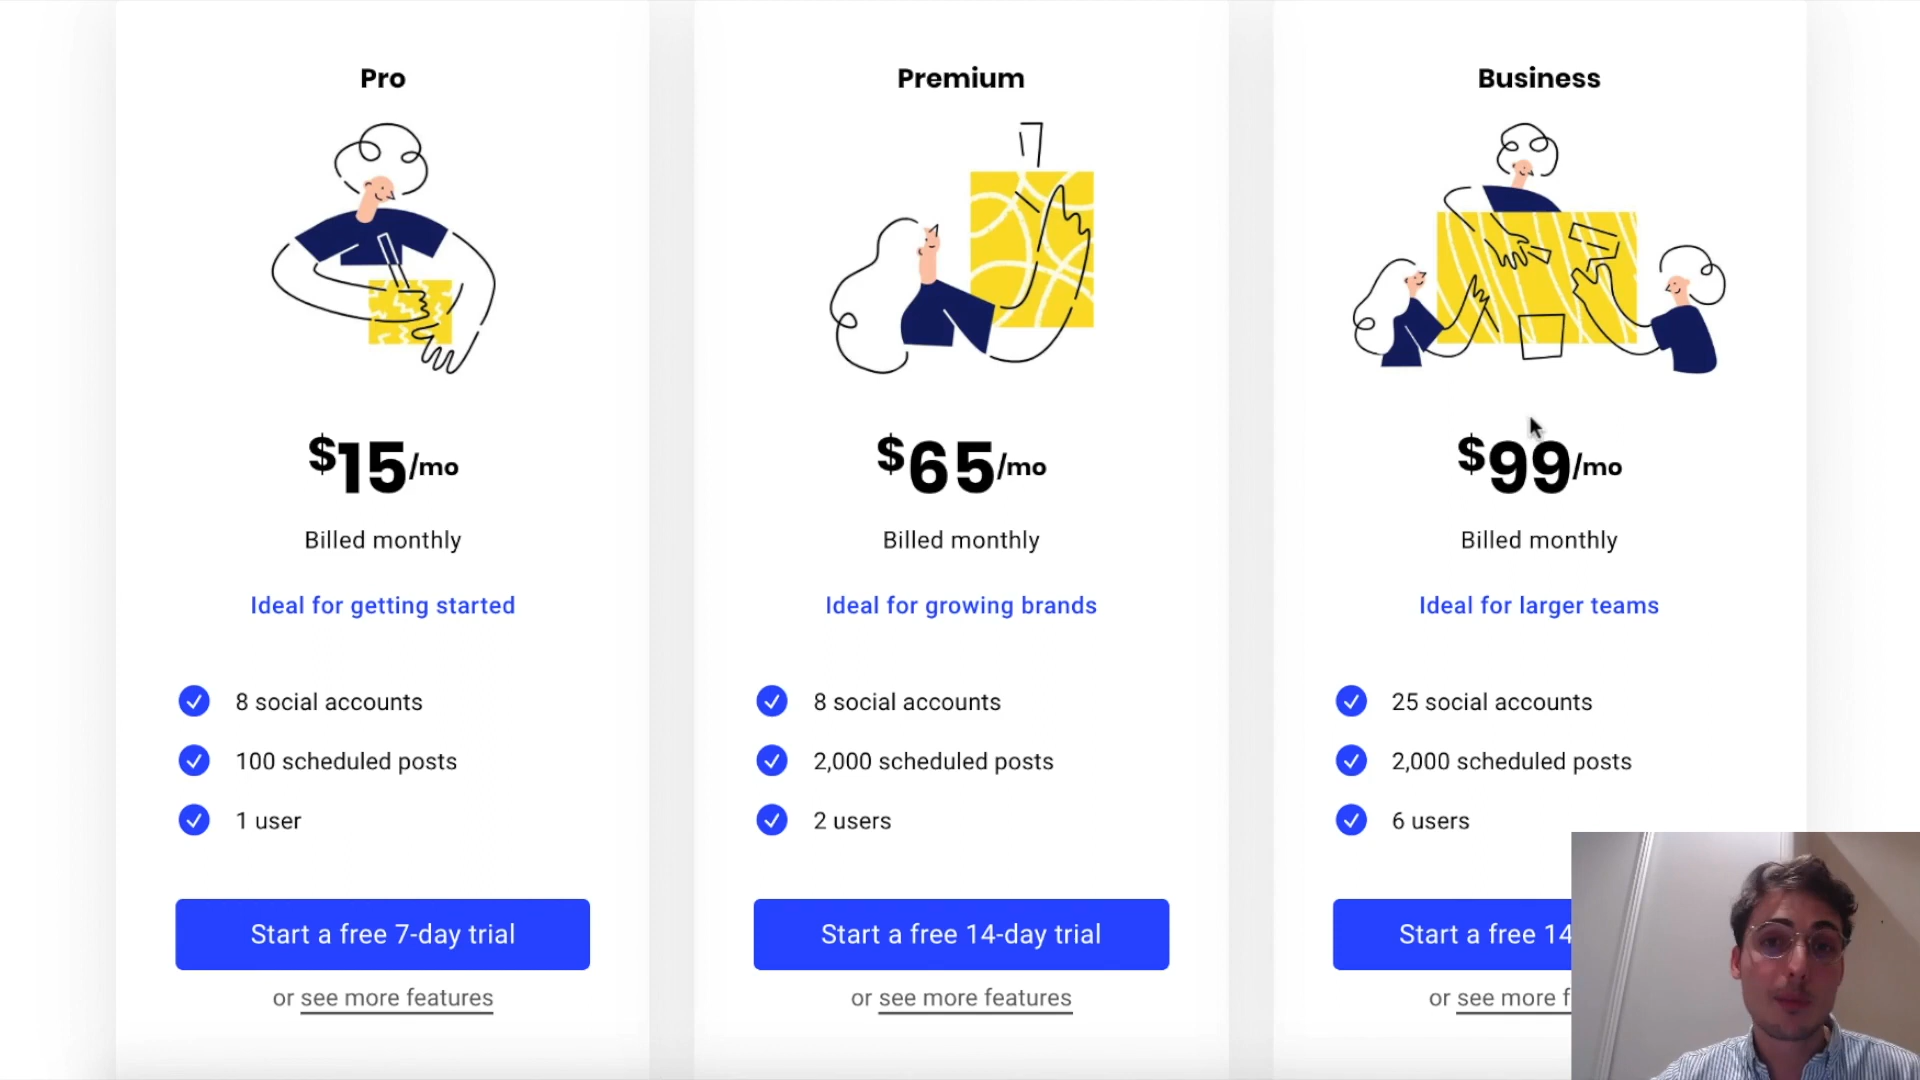 Pro
$15/mo
Billed monthly
Ideal for getting started
8 social accounts
100 scheduled posts
1 user
Start a free 7-day trial
or see more features
Premium
$65/mo
Billed monthly
Ideal for growing brands
8 social accounts
2,000 scheduled posts
2 users
Start a free 14-day trial
or see more features
Business
$99/mo
Billed monthly
Ideal for larger teams
25 social accounts
2,000 scheduled posts
6 users
Start a free 14
or see more f